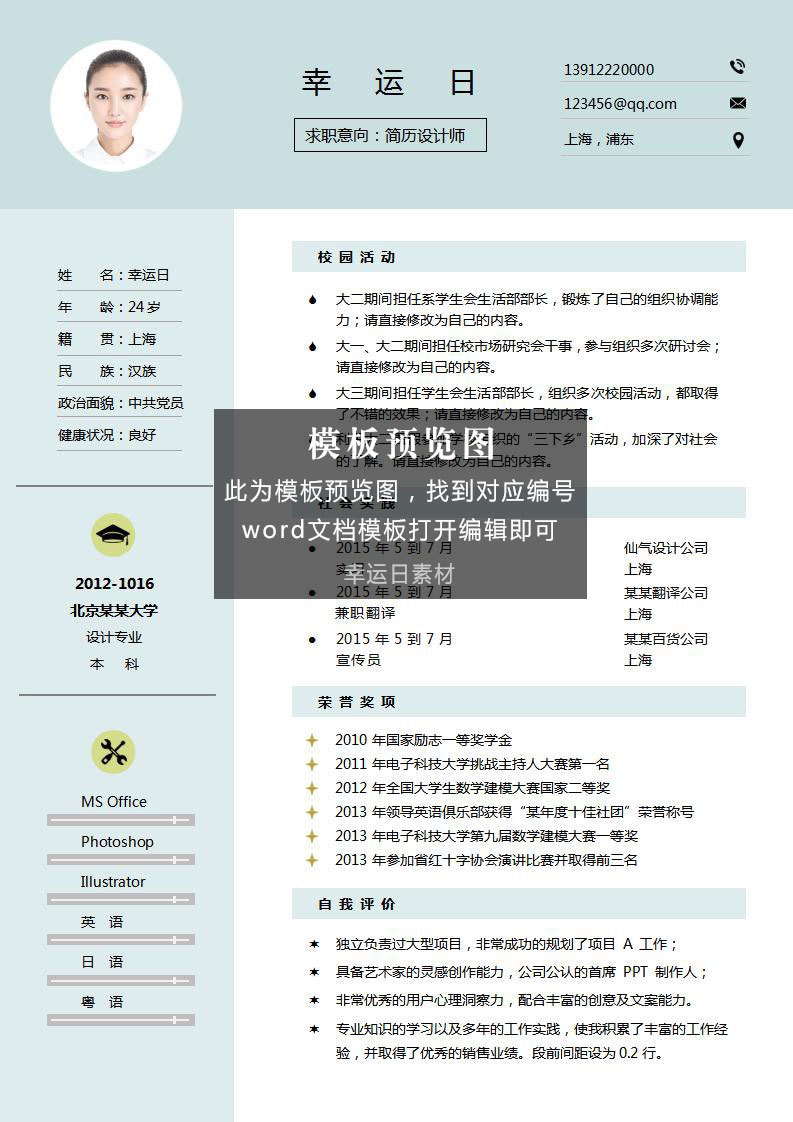 幸运日
求职意向：简历设计师
13912220000
123456@qq.com
上海，浦东
姓 名：幸运日
年 龄：24 岁
籍 贯：上海
民 族：汉族
政治面貌：中共党员
健康状况：良好
2012-1016
北京某某大学
设计专业
本 科
MS Office
Photoshop
Illustrator
英 语
日 语
粤 语
校园活动
大二期间担任系学生会生活部部长，锻炼了自己的组织协调能
力；请直接修改为自己的内容。
大一、大二期间担任校市场研究会干事，参与组织多次研讨会；
请直接修改为自己的内容。
大三期间担任学生会生活部部长，组织多次校园活动，都取得
了不错的效果；请直接修改为自己的内容。
织的“三下乡”活动，加深了对社会
的了解。请直接修改为自己的内容。
模板预览图
此为模板预览图，找到对应编号
word文档模板打开编辑即可
幸运日素材
社会实践
2015 年 5 到 7 月 仙气设计公司
上海
2015 年 5 到 7 月 某某翻译公司
兼职翻译 上海
2015 年 5 到 7 月 某某百货公司
宣传员 上海
荣誉奖项
2010 年国家励志一等奖学金
2011 年电子科技大学挑战主持人大赛第一名
2012 年全国大学生数学建模大赛国家二等奖
2013 年领导英语俱乐部获得“某年度十佳社团”荣誉称号
2013 年电子科技大学第九届数学建模大赛一等奖
2013 年参加省红十字协会演讲比赛并取得前三名
自我评价
独立负责过大型项目，非常成功的规划了项目 A 工作；
具备艺术家的灵感创作能力，公司公认的首席 PPT 制作人；
非常优秀的用户心理洞察力，配合丰富的创意及文案能力。
专业知识的学习以及多年的工作实践，使我积累了丰富的工作经
验，并取得了优秀的销售业绩。段前间距设为 0.2 行。